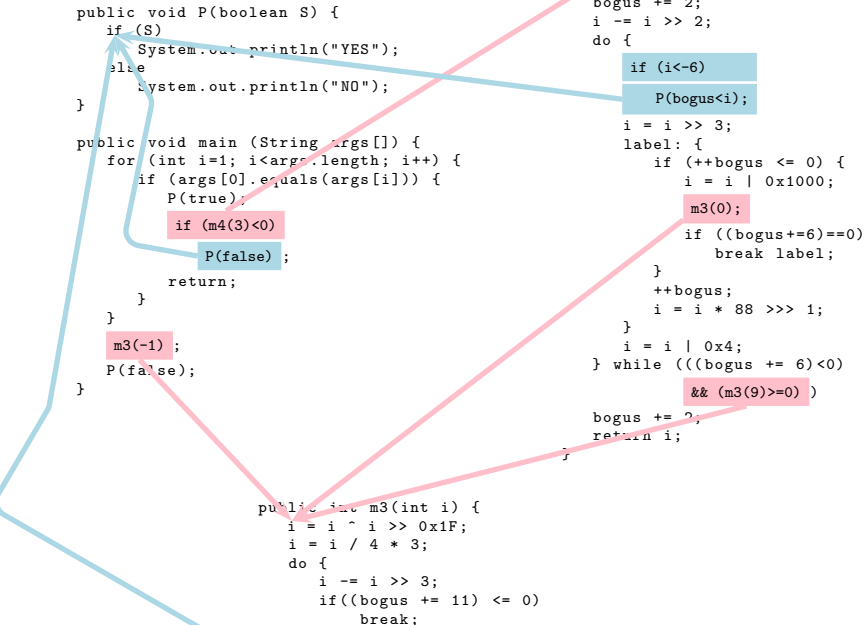 public void P(boolean S) {
if (S)
System.out.println("YES");
else
System.out.println("NO");
}
public void main (String args[]) {
for (int i=1; i<args.length; i++) {
if (args[0].equals(args[i])) {
P(true);
if (m4(3)<0)
P(false) ;
return;
}
}
m3(-1) ;
P(false);
}
bogus += 2;
i -= i >> 2;
do {
if (i<-6)
P(bogus<i);
i = i >> 3;
label: {
if (++bogus <= 0) {
i = i | 0x1000;
m3(0);
if ((bogus+=6)==0)
break label;
}
++bogus;
i = i * 88 >>> 1;
}
i = i | 0x4;
} while (((bogus += 6)<0)
&& (m3(9)>=0) )
bogus += 2;
return i;
}
public int m3(int i) {
i = i ^ i >> 0x1F;
i = i / 4 * 3;
do {
i -= i >> 3;
if((bogus += 11) <= 0)
break;